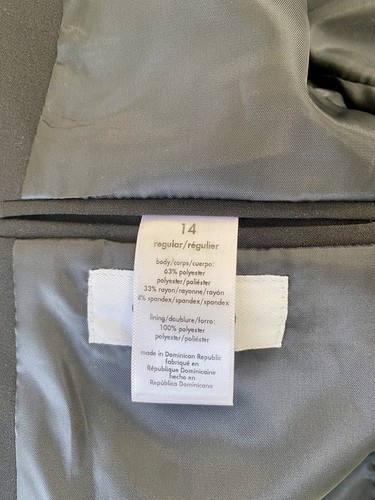 14
regular/régulier
body/corps/cuerpo:
63% polyester
polyester/poliéster
33% rayon/rayonne/rayón
4% spandex/spandex/spandex
lining/doublure/forro:
100% polyester
polyester/poliéster
made in Dominican Republic
fabriqué en
République Dominicaine
hecho en
República Dominicana